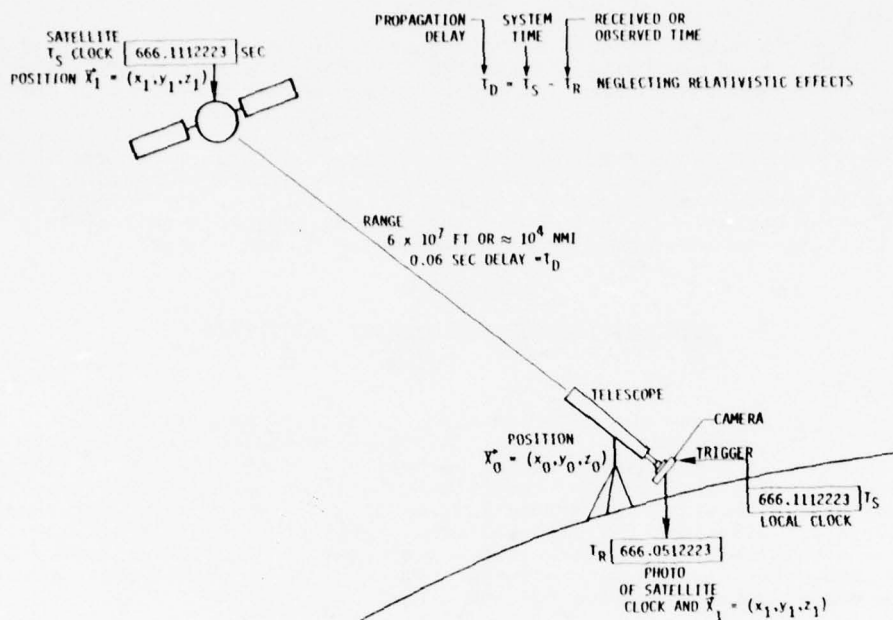 SATELLITE
T_S CLOCK 666.1112223 SEC
POSITION X⃗_1 = (x_1,y_1,z_1)
PROPAGATION DELAY
SYSTEM TIME
RECEIVED OR OBSERVED TIME
T_D = T_S - T_R NEGLECTING RELATIVISTIC EFFECTS
RANGE
6 x 10^7 FT OR ≈ 10^4 NMI
0.06 SEC DELAY =T_D
TELESCOPE
CAMERA
POSITION
X⃗_0 = (x_0,y_0,z_0)
TRIGGER
666.1112223 T_S
LOCAL CLOCK
T_R 666.0512223
PHOTO
OF SATELLITE
CLOCK AND X⃗_1 = (x_1,y_1,z_1)